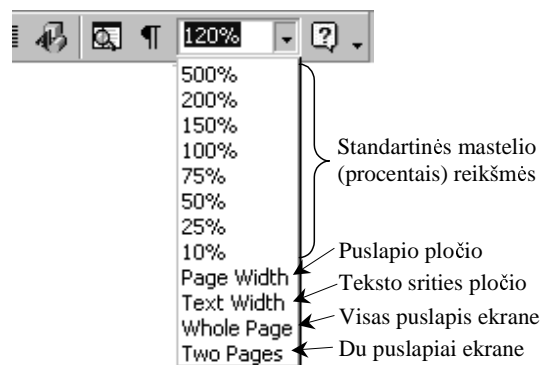 120%
500%
200%
150%
100%
75%
50%
25%
10%
Page Width
Text Width
Whole Page
Two Pages
Standartinės mastelio
(procentais) reikšmės
Puslapio pločio
Teksto srities pločio
Visas puslapis ekrane
Du puslapiai ekrane